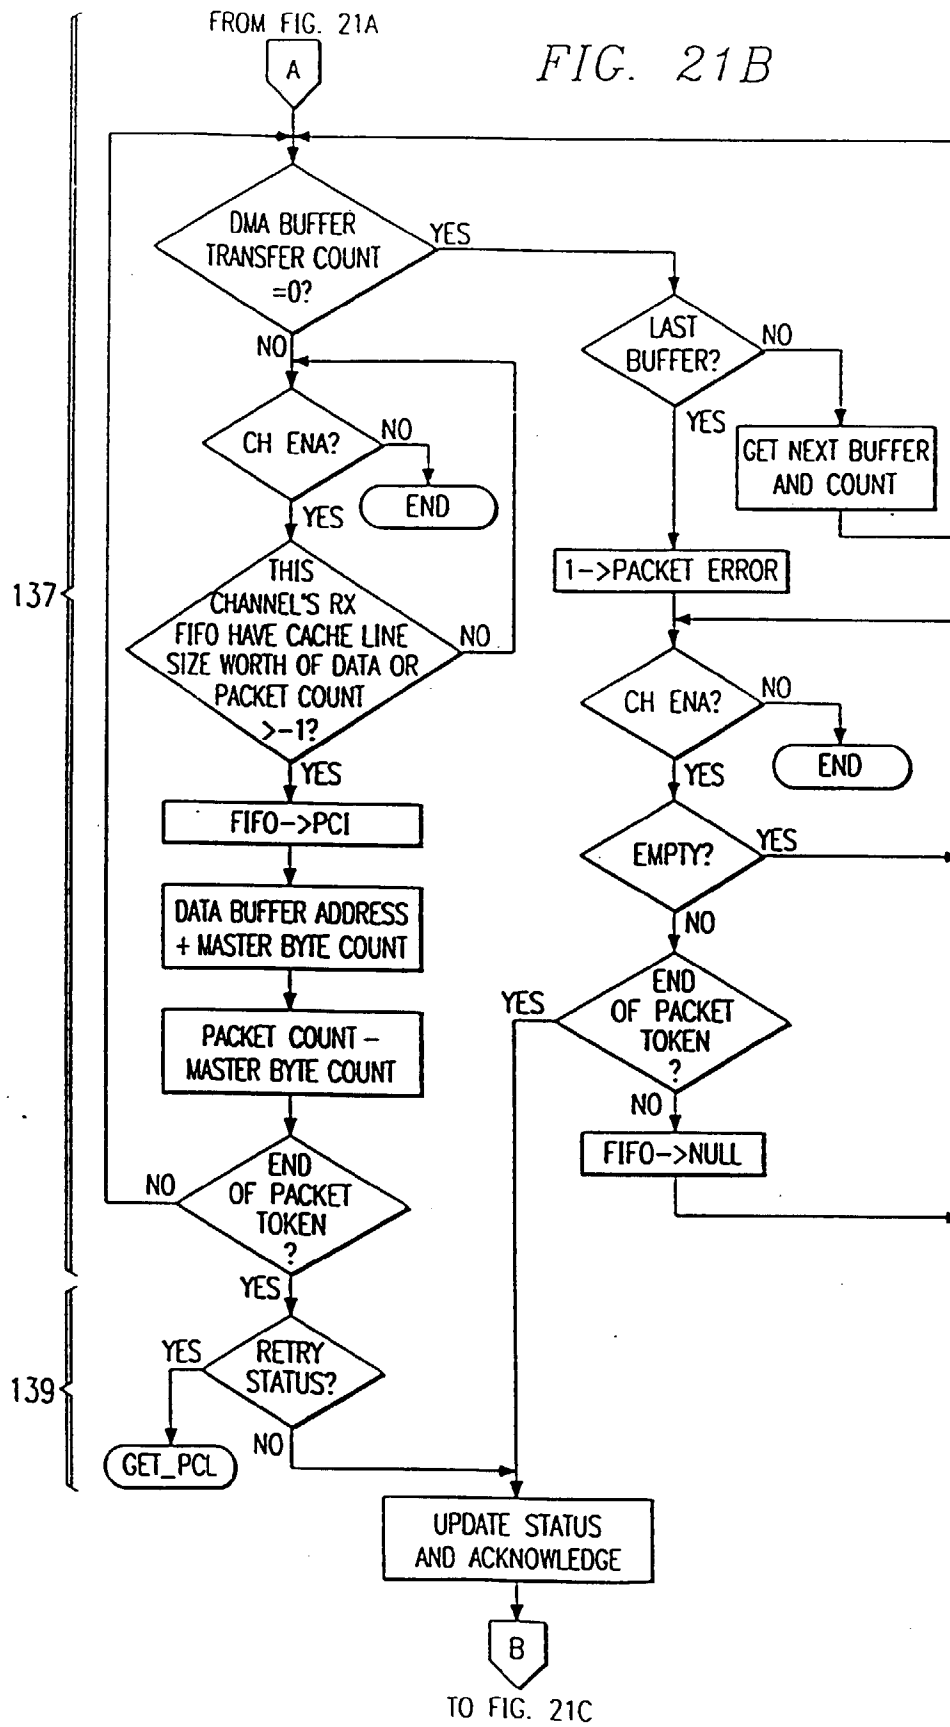 FROM FIG. 21A
A
FIG. 21B
DMA BUFFER
TRANSFER COUNT
=0?
YES
NO
LAST
BUFFER?
NO
YES
GET NEXT BUFFER
AND COUNT
CH ENA?
NO
END
YES
1->PACKET ERROR
THIS
CHANNEL'S RX
FIFO HAVE CACHE LINE
SIZE WORTH OF DATA OR
PACKET COUNT
>-1?
NO
YES
137
CH ENA?
NO
END
YES
FIFO->PCI
EMPTY?
YES
NO
DATA BUFFER ADDRESS
+ MASTER BYTE COUNT
END
OF PACKET
TOKEN
?
YES
NO
PACKET COUNT -
MASTER BYTE COUNT
FIFO->NULL
END
OF PACKET
TOKEN
?
NO
YES
139
RETRY
STATUS?
YES
NO
GET_PCL
UPDATE STATUS
AND ACKNOWLEDGE
B
TO FIG. 21C